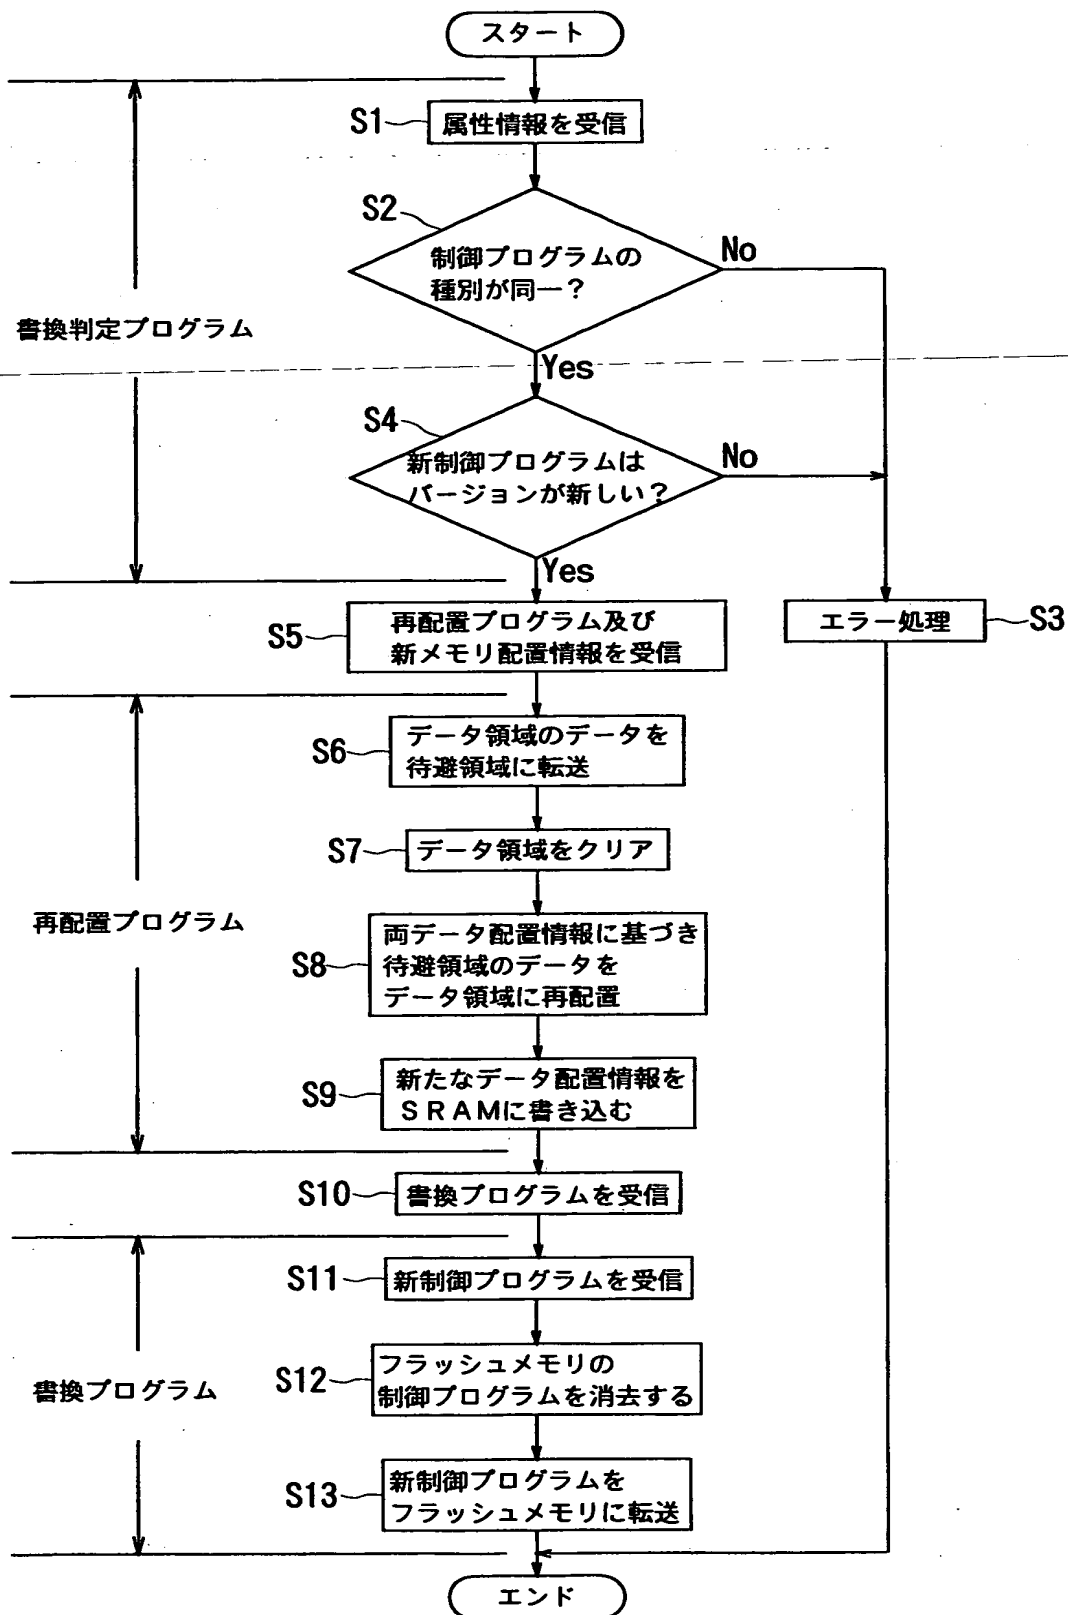 スタート
S1
属性情報を受信
S2
制御プログラムの
種別が同一?
No
書換判定プログラム
Yes
S4
新制御プログラムは
バージョンが新しい?
No
Yes
S5
再配置プログラム及び
新メモリ配置情報を受信
エラー処理
S3
S6
データ領域のデータを
待避領域に転送
S7
データ領域をクリア
再配置プログラム
S8
両データ配置情報に基づき
待避領域のデータを
データ領域に再配置
S9
新たなデータ配置情報を
SRAMに書き込む
S10
書換プログラムを受信
S11
新制御プログラムを受信
書換プログラム
S12
フラッシュメモリの
制御プログラムを消去する
S13
新制御プログラムを
フラッシュメモリに転送
エンド